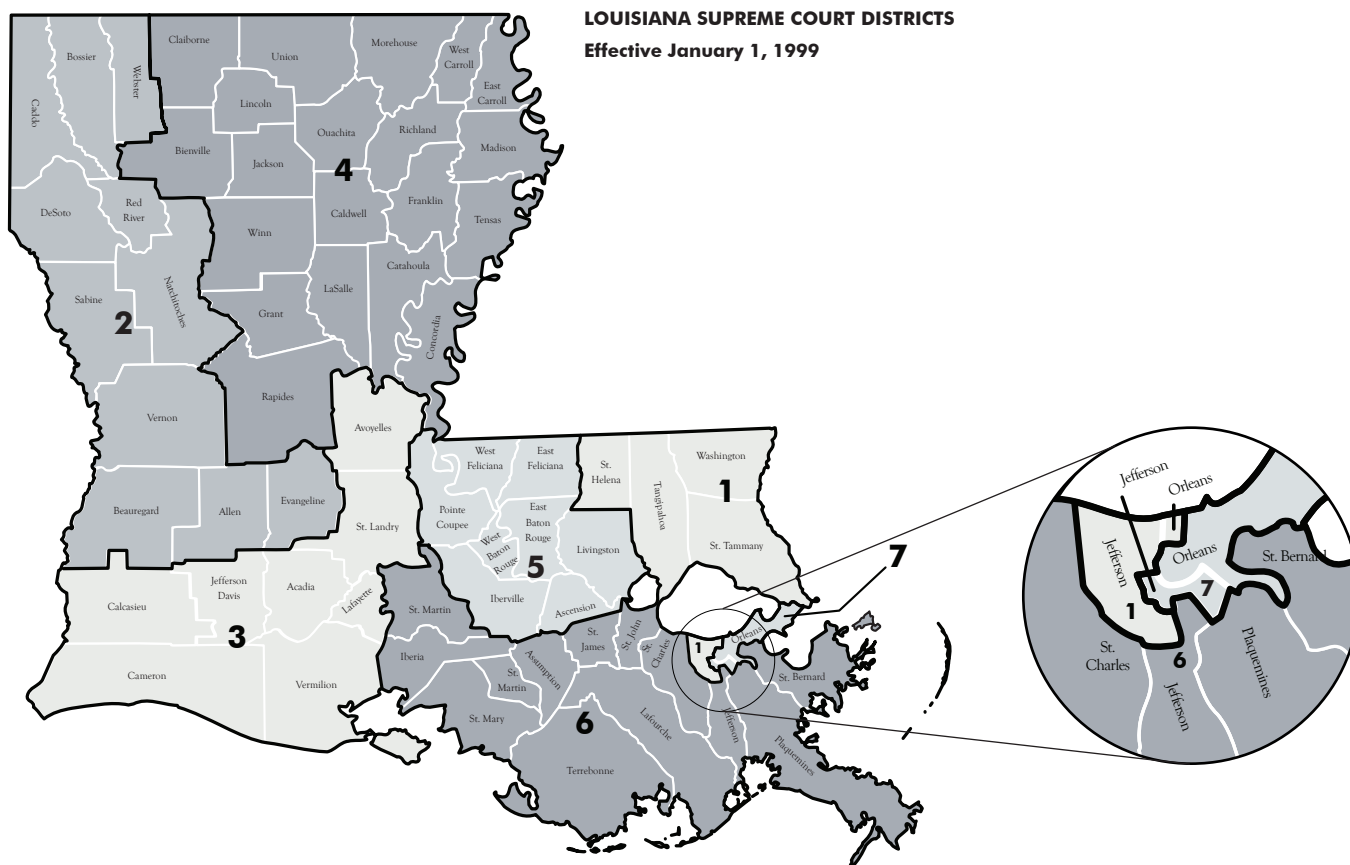 LOUISIANA SUPREME COURT DISTRICTS
Effective January 1, 1999
Caddo
Bossier
Webster
Claiborne
Union
Morehouse
West
Carroll
East
Carroll
Lincoln
Ouachita
Richland
Madison
Bienville
Jackson
4
DeSoto
Red
River
Caldwell
Franklin
Tensas
Winn
Catahoula
Sabine
Natchitoches
LaSalle
2
Grant
Concordia
Rapides
Vernon
Avoyelles
West
Feliciana
East
Feliciana
St.
Helena
Tangipahoa
Washington
1
Beauregard
Allen
Evangeline
St. Landry
Pointe
Coupee
East
Baton
Rouge
West
Baron
Rouge
5
Livingston
St. Tammany
7
Calcasieu
Jefferson
Davis
Acadia
Lafayette
3
St. Martin
Iberville
Ascension
Cameron
Vermilion
Iberia
St.
Martin
Assumption
St.
James
St. John
St.
Charles
1
Orleans
St. Bernard
St. Mary
6
Lafoutche
Jefferson
Plaquemines
Terrebonne
Jefferson
Orleans
Jefferson
Orleans
St. Bernard
7
1
St.
Charles
6
Jefferson
Plaquemines